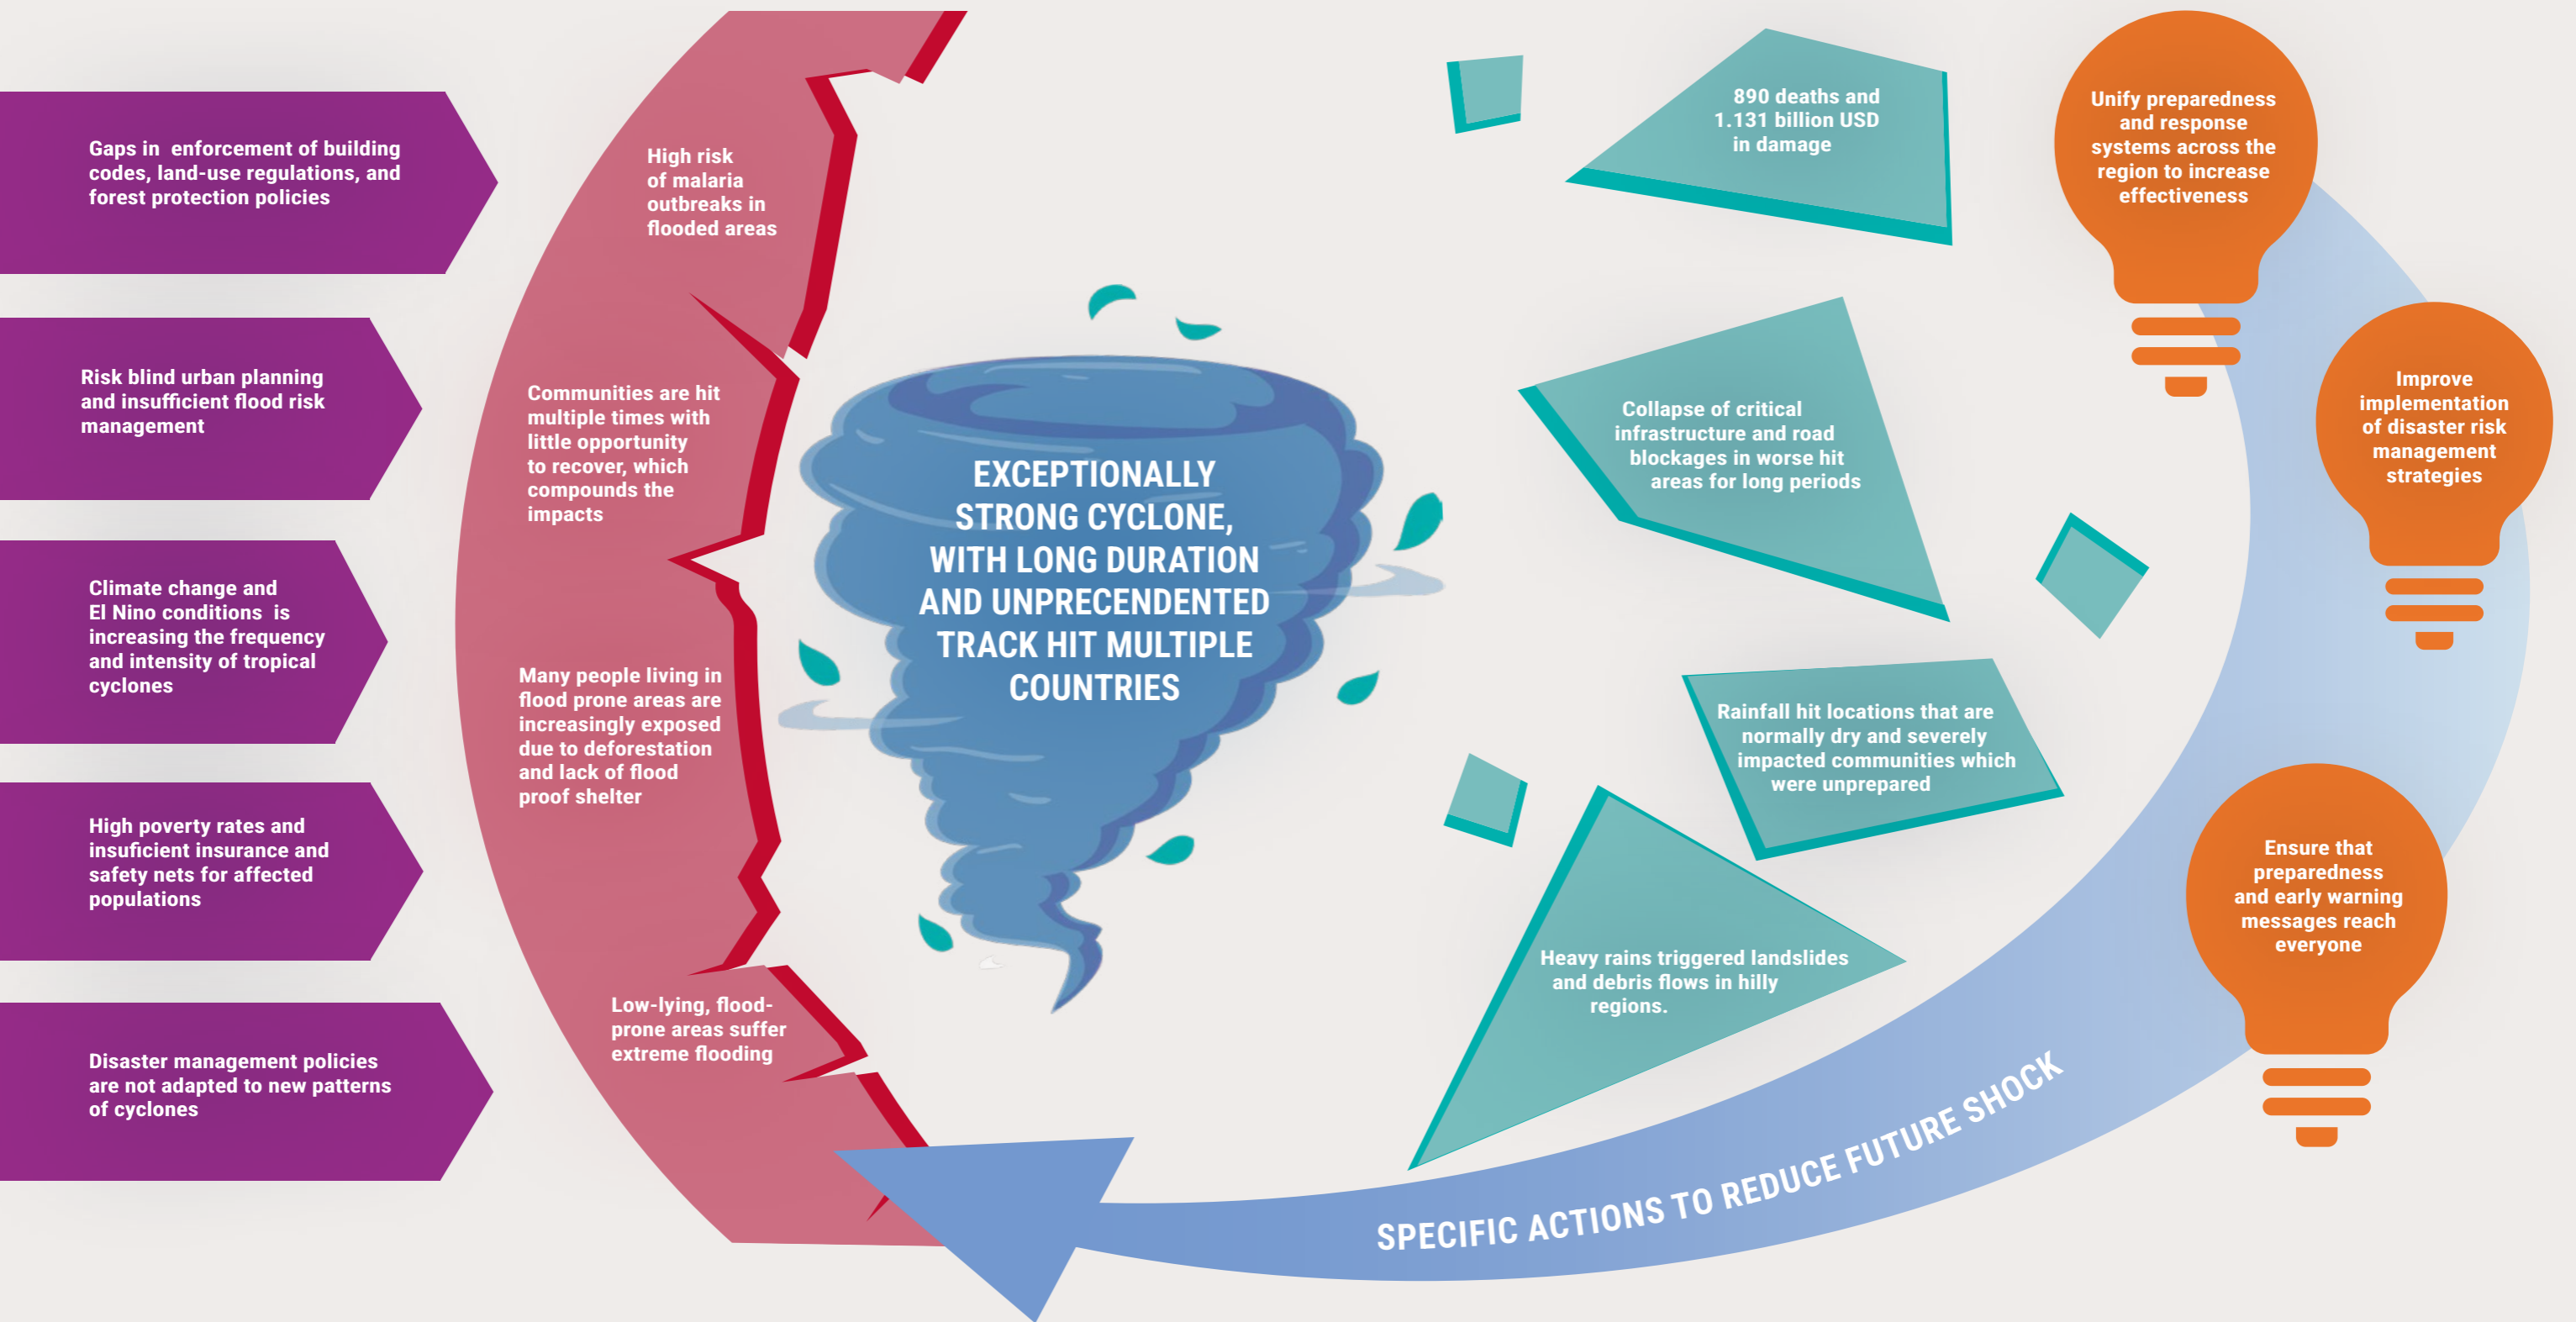 Gaps in enforcement of building
codes, land-use regulations, and
forest protection policies
Risk blind urban planning
and insufficient flood risk
management
Climate change and
El Nino conditions is
increasing the frequency
and intensity of tropical
cyclones
High poverty rates and
insuficient insurance and
safety nets for affected
populations
Disaster management policies
are not adapted to new patterns
of cyclones
High risk
of malaria
outbreaks in
flooded areas
Communities are hit
multiple times with
little opportunity
to recover, which
compounds the
impacts
Many people living in
flood prone areas are
increasingly exposed
due to deforestation
and lack of flood
proof shelter
Low-lying, flood-
prone areas suffer
extreme flooding
EXCEPTIONALLY
STRONG CYCLONE,
WITH LONG DURATION
AND UNPRECENDENTED
TRACK HIT MULTIPLE
COUNTRIES
890 deaths and
1.131 billion USD
in damage
Collapse of critical
infrastructure and road
blockages in worse hit
areas for long periods
Rainfall hit locations that are
normally dry and severely
impacted communities which
were unprepared
Heavy rains triggered landslides
and debris flows in hilly
regions.
Unify preparedness
and response
systems across the
region to increase
effectiveness
Improve
implementation
of disaster risk
management
strategies
Ensure that
preparedness
and early warning
messages reach
everyone
SPECIFIC ACTIONS TO REDUCE FUTURE SHOCK